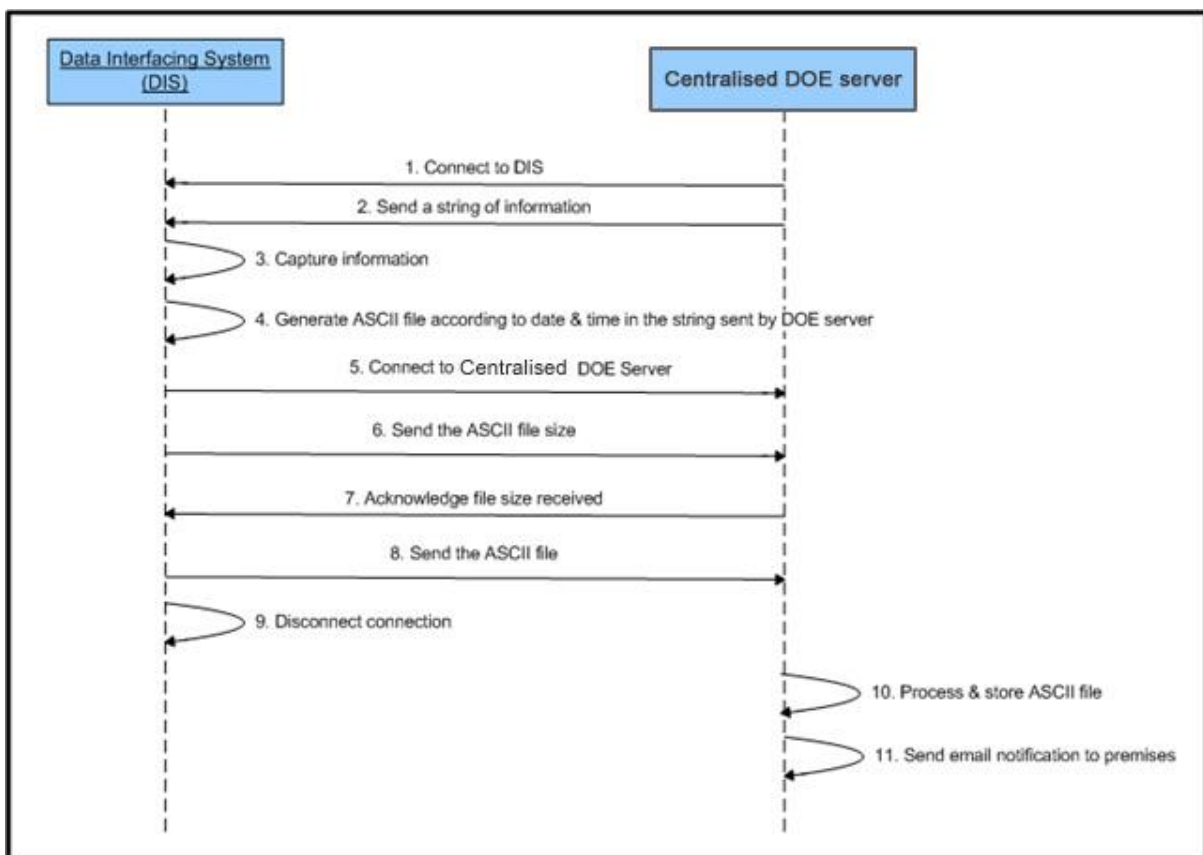 Data Interfacing System
(DIS)
Centralised DOE server
1. Connect to DIS
2. Send a string of information
3. Capture information
4. Generate ASCII file according to date & time in the string sent by DOE server
5. Connect to Centralised DOE Server
6. Send the ASCII file size
7. Acknowledge file size received
8. Send the ASCII file
9. Disconnect connection
10. Process & store ASCII file
11. Send email notification to premises